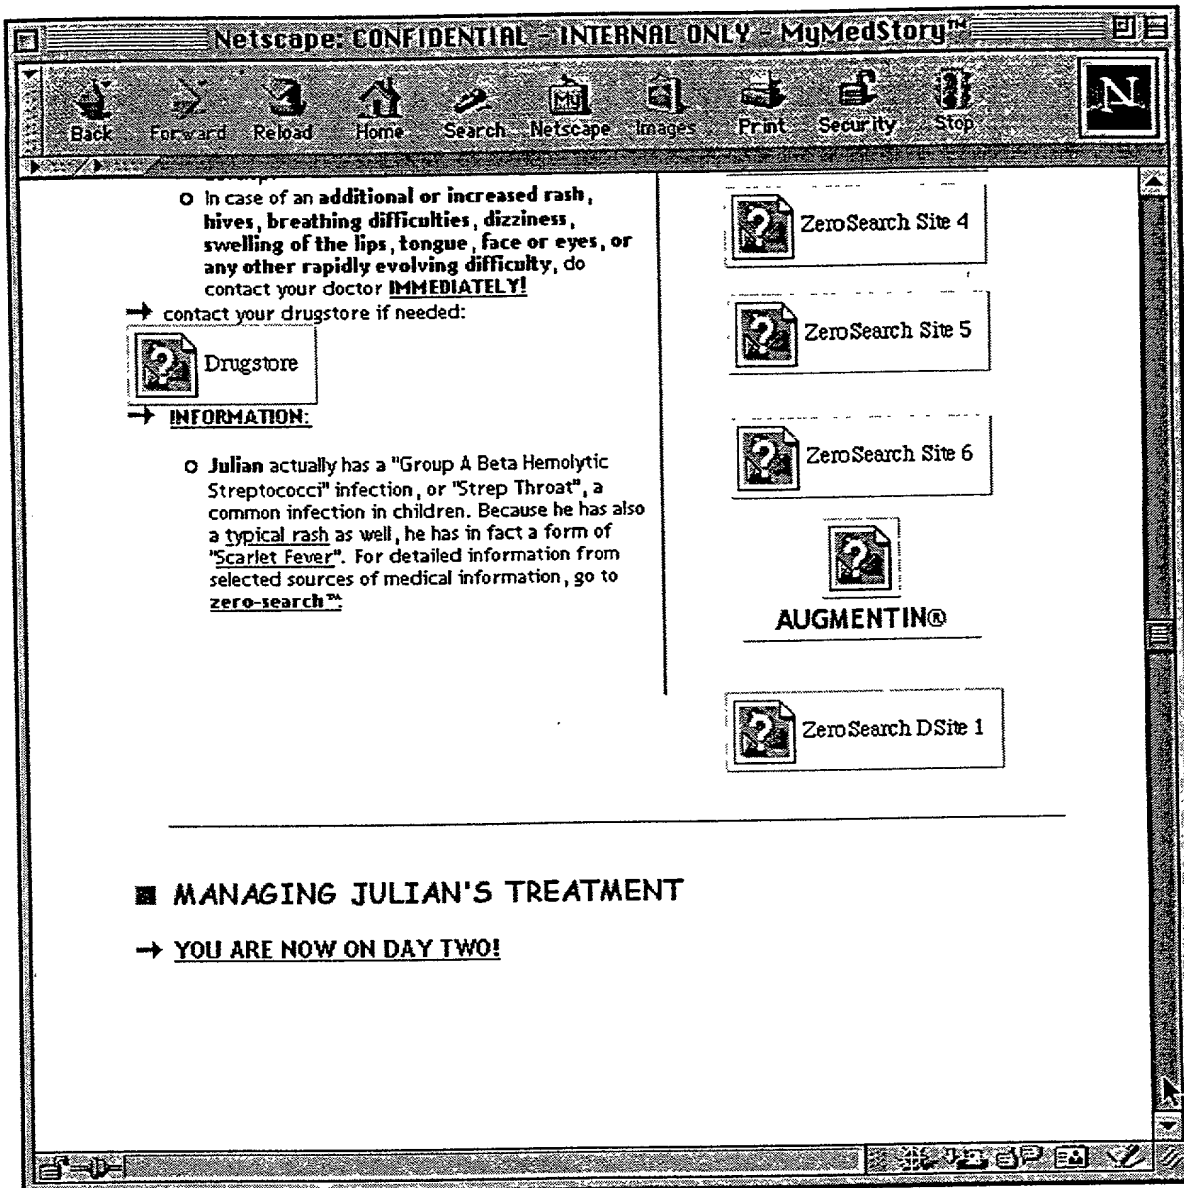 Netscape: CONFIDENTIAL - INTERNAL ONLY - MyMedStory™
Back Forward Reload Home Search Netscape Images Print Security Stop
My
N
o In case of an additional or increased rash,
hives, breathing difficulties, dizziness,
swelling of the lips, tongue, face or eyes, or
any other rapidly evolving difficulty, do
contact your doctor IMMEDIATELY!
→ contact your drugstore if needed:
Drugstore
→ INFORMATION:
o Julian actually has a "Group A Beta Hemolytic
Streptococci" infection, or "Strep Throat", a
common infection in children. Because he has also
a typical rash as well, he has in fact a form of
"Scarlet Fever". For detailed information from
selected sources of medical information, go to
zero-search™:
ZeroSearch Site 4
ZeroSearch Site 5
ZeroSearch Site 6
AUGMENTIN®
ZeroSearch DSite 1
■ MANAGING JULIAN'S TREATMENT
→ YOU ARE NOW ON DAY TWO!